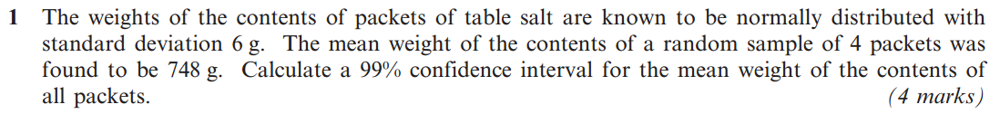 1 The weights of the contents of packets of table salt are known to be normally distributed with
standard deviation 6 g. The mean weight of the contents of a random sample of 4 packets was
found to be 748 g. Calculate a 99% confidence interval for the mean weight of the contents of
all packets. (4 marks)